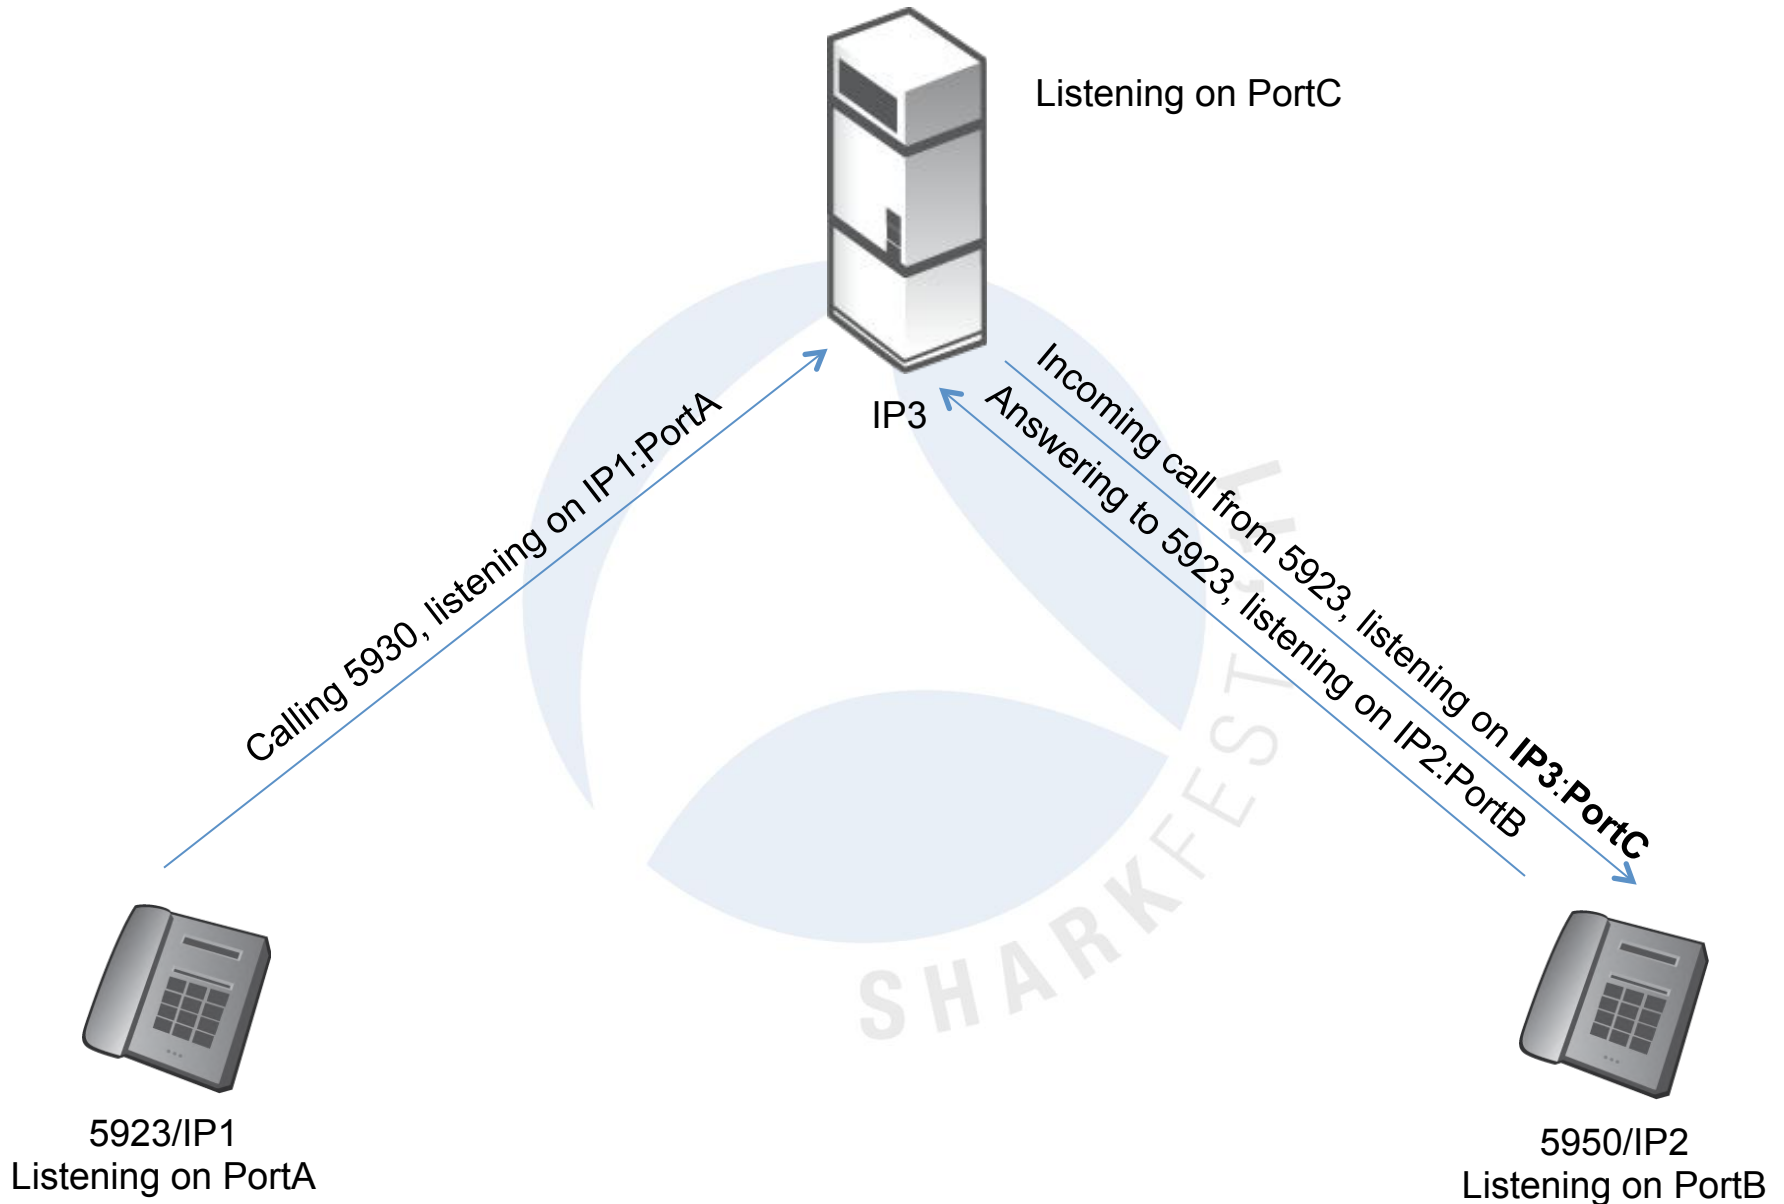 Listening on PortC
IP3
Calling 5930, listening on IP1:PortA
Incoming call from 5923, listening on IP3:PortC
Answering to 5923, listening on IP2:PortB
SHARKFEST
5923/IP1
Listening on PortA
5950/IP2
Listening on PortB